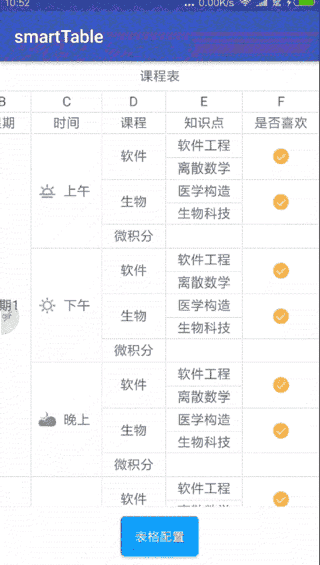 10:52 ... 0.00K/s
smartTable
课程表
B C D E F
期 时间 课程 知识点 是否喜欢
软件 软件工程
离散数学
上午 生物 医学构造
生物科技
微积分
软件 软件工程
离散数学
期1 下午 生物 医学构造
生物科技
微积分
软件 软件工程
离散数学
晚上 生物 医学构造
生物科技
微积分
软件 软件工程
离散数学
表格配置